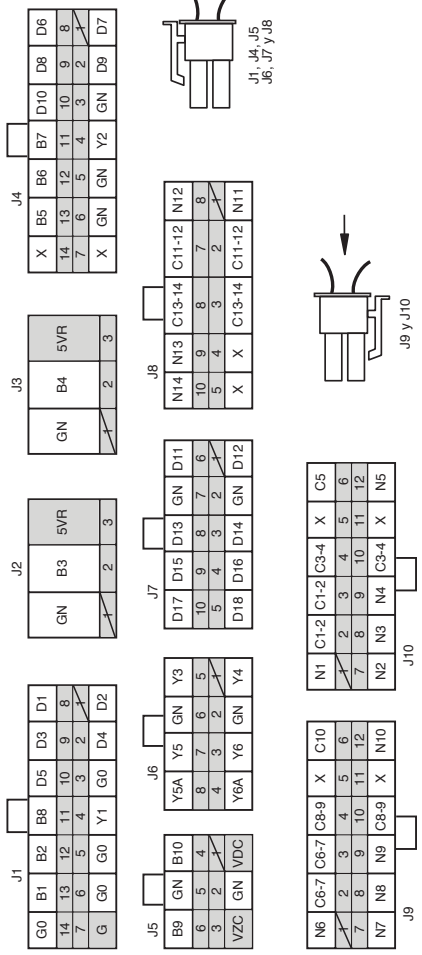 J1
G0 B1 B2 B8 D5 D3 D1
14 13 12 11 10 9 8
7 6 5 4 3 2 1
G G0 G0 Y1 G0 D4 D2
J2
GN B3 5VR
1 2 3
J3
GN B4 5VR
1 2 3
J4
X B5 B6 B7 D10 D8 D6
14 13 12 11 10 9 8
7 6 5 4 3 2 1
X GN GN Y2 GN D9 D7
J5
B9 GN B10
6 5 4
3 2 1
VZC GN VDC
J6
Y5A Y5 GN Y3
8 7 6 5
4 3 2 1
Y6A Y6 GN Y4
J7
D17 D15 D13 GN D11
10 9 8 7 6
5 4 3 2 1
D18 D16 D14 GN D12
J8
N14 N13 C13-14 C11-12 N12
10 9 8 7 8
5 4 3 2 1
X X C13-14 C11-12 N11
J1, J4, J5
J6, J7 y J8
N6 C6-7 C6-7 C8-9 X C10
1 2 3 4 5 6
7 8 9 10 11 12
N7 N8 N9 C8-9 X N10
J9
N1 C1-2 C1-2 C3-4 X C5
1 2 3 4 5 6
7 8 9 10 11 12
N2 N3 N4 C3-4 X N5
J10
J9 y J10